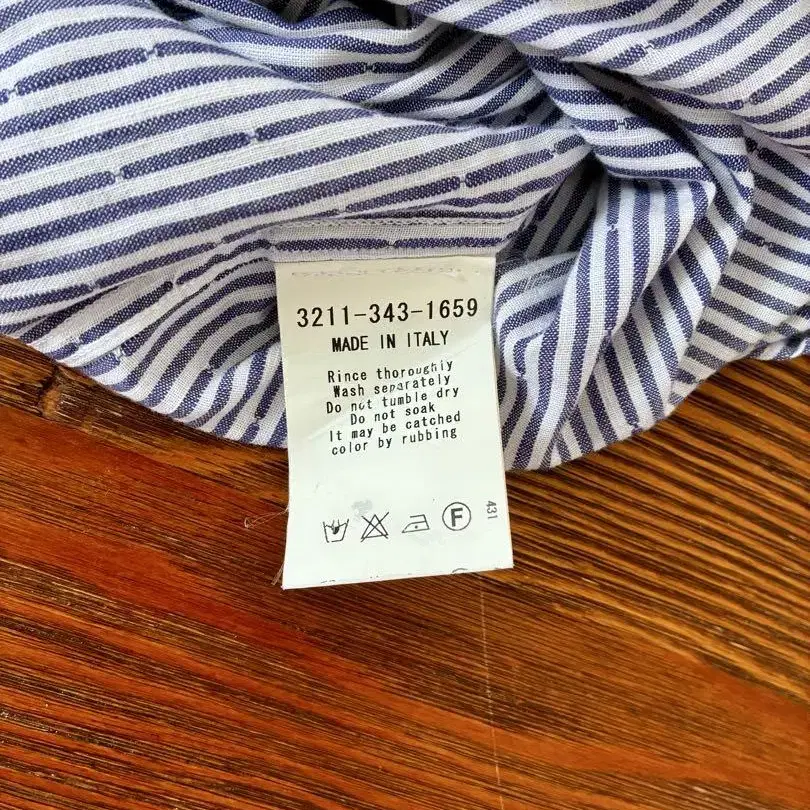 3211-343-1659
MADE IN ITALY
Rince thoroughly
Wash separately
Do not tumble dry
Do not soak
It may be catched
color by rubbing
F
431